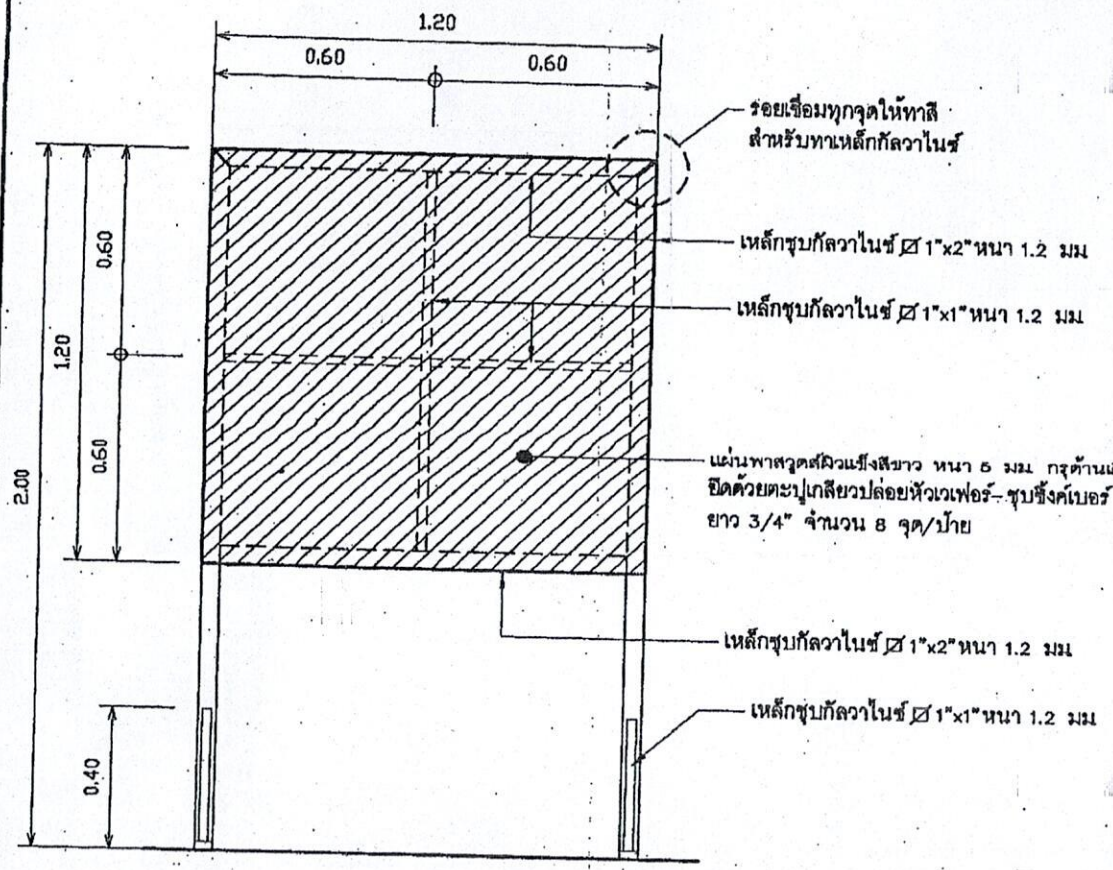 1.20
0.60 0.60
รอยเชื่อมทุกจุดให้ทาสี
สำหรับทาเหล็กกัลวาไนซ์
0.60
1.20
0.60
2.00
0.40
เหล็กชุบกัลวาไนซ์ 1"x2" หนา 1.2 มม
เหล็กชุบกัลวาไนซ์ 1"x1" หนา 1.2 มม
แผ่นพาสวูดส์ผิวแข็งสีขาว หนา 5 มม กรุด้าน
ยึดด้วยตะปูเกลียวปล่อยหัวเวเฟอร์-ชุบซิ้งค์เบอร์
ยาว 3/4" จำนวน 8 จุด/ป้าย
เหล็กชุบกัลวาไนซ์ 1"x2" หนา 1.2 มม
เหล็กชุบกัลวาไนซ์ 1"x1" หนา 1.2 มม